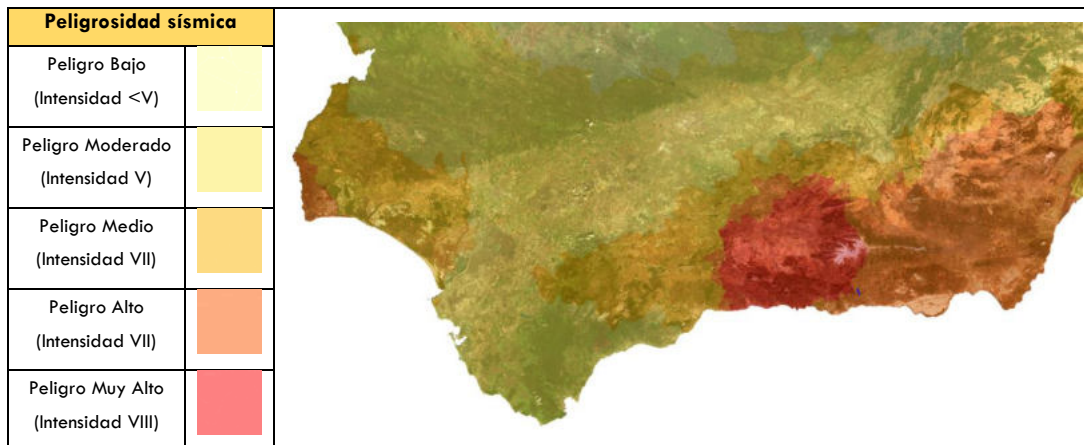 Peligrosidad sísmica
Peligro Bajo
(Intensidad <V)
Peligro Moderado
(Intensidad V)
Peligro Medio
(Intensidad VII)
Peligro Alto
(Intensidad VII)
Peligro Muy Alto
(Intensidad VIII)